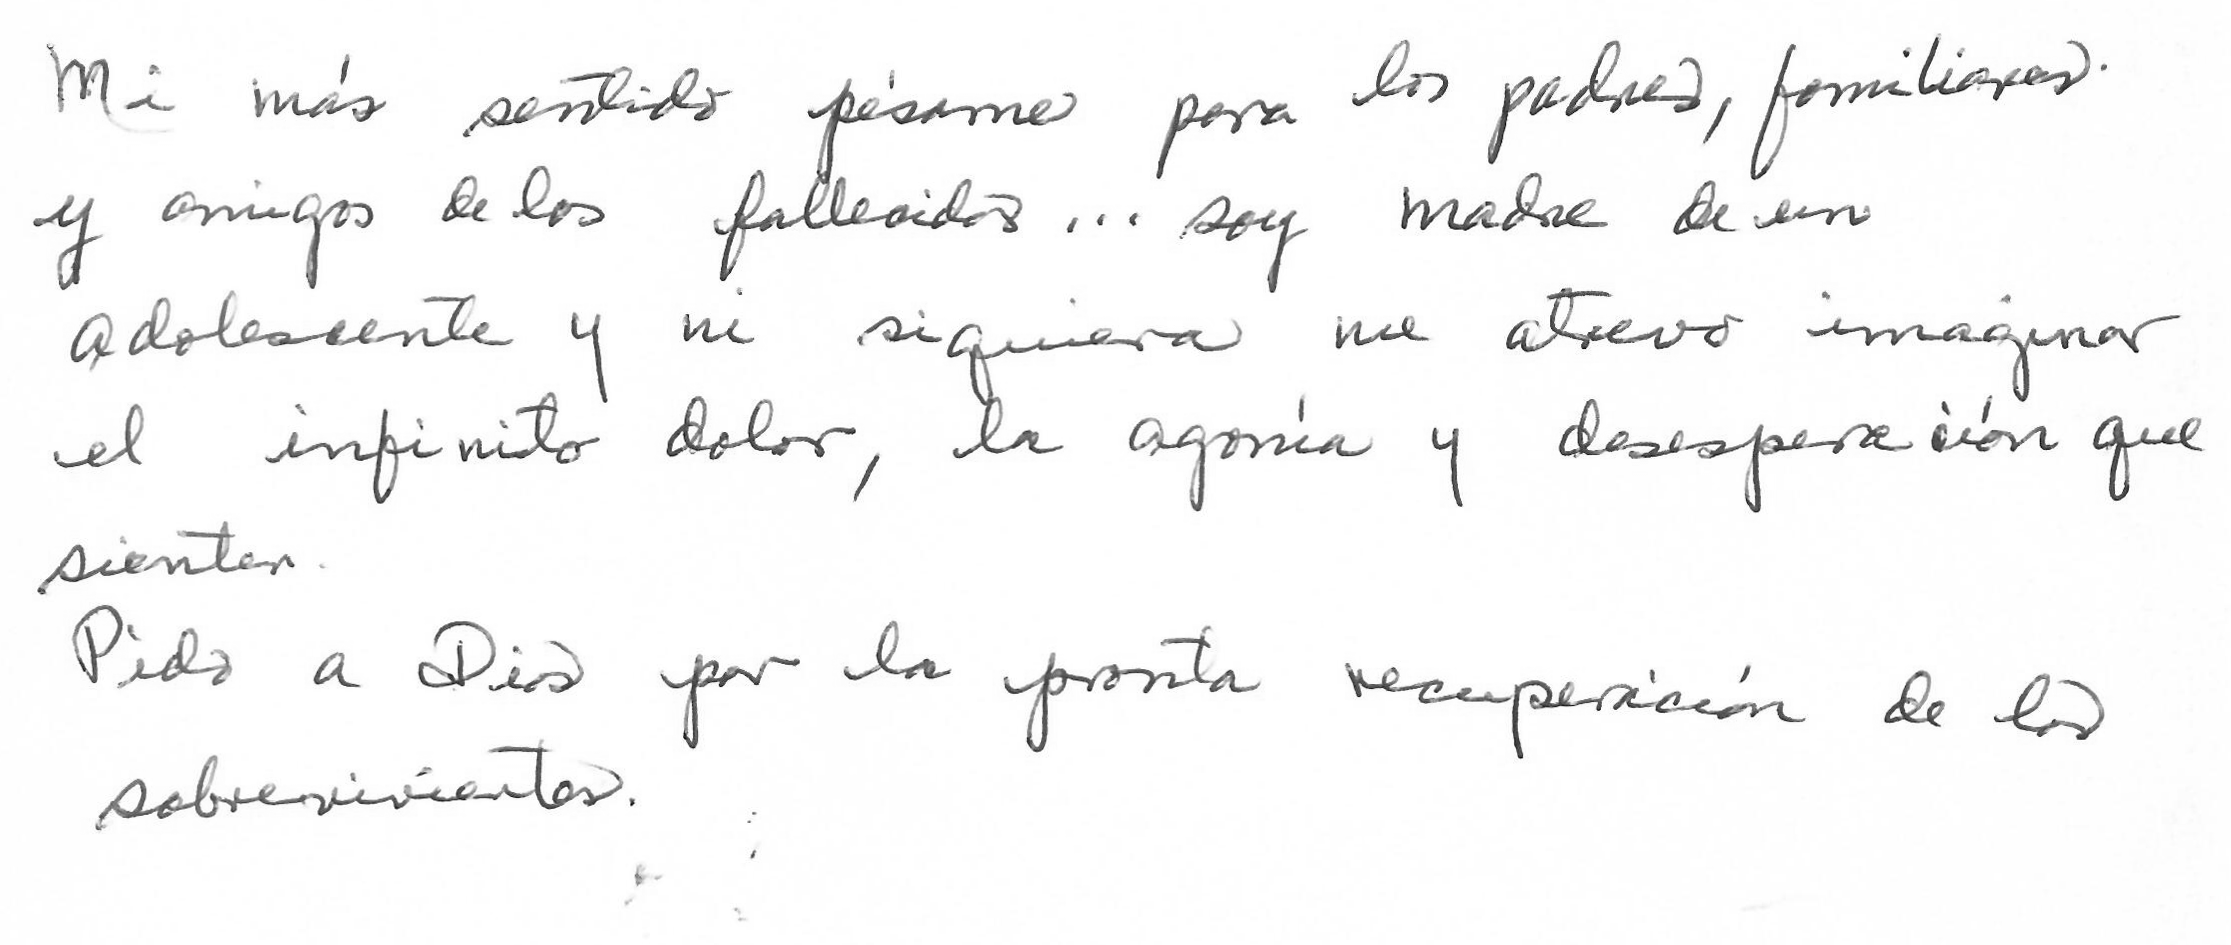 Mi más sentido pésame para los padres, familiares
y amigos de los fallecidos... soy madre de un
adolescente y ni siquiera me atrevo imaginar
el infinito dolor, la agonía y desesperación que
sienten.
Pido a Dios por la pronta recuperación de los
sobrevivientes.